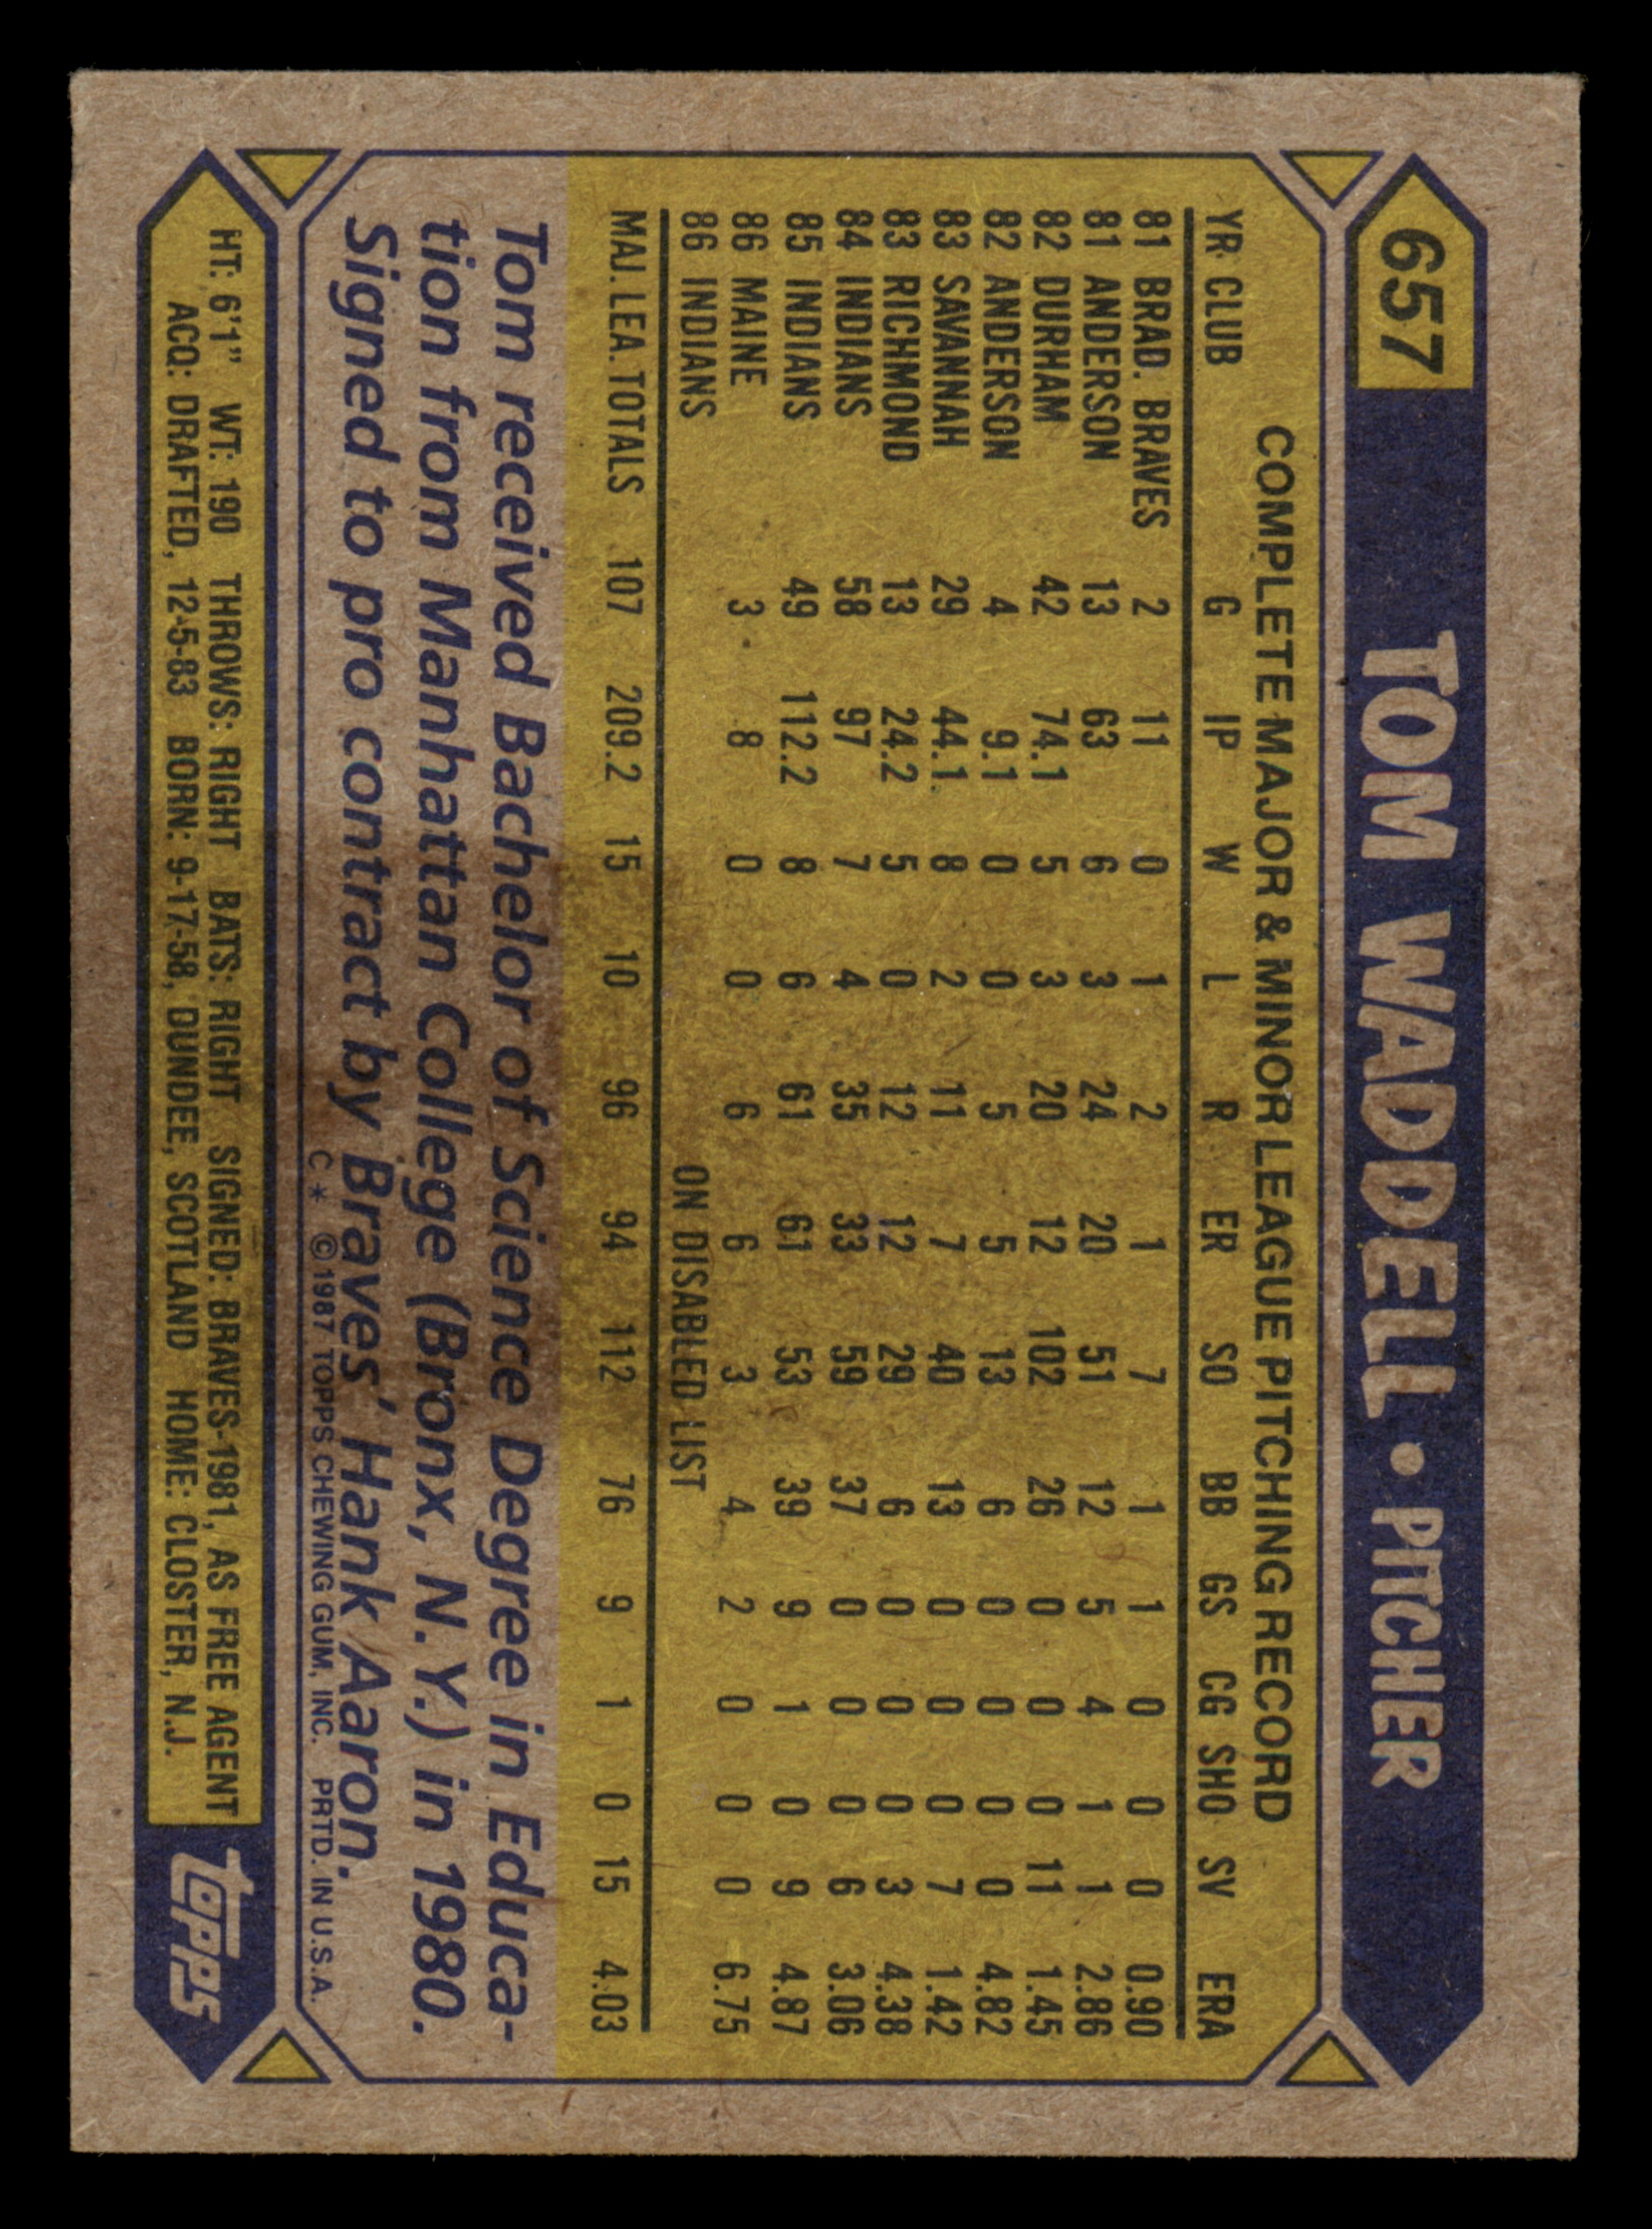 657 TOM WADDELL • PITCHER
COMPLETE MAJOR & MINOR LEAGUE PITCHING RECORD
YR CLUB G IP W L R ER SO BB GS CG SHO SV ERA
81 BRAD. BRAVES 2 11 0 1 2 1 7 1 1 0 0 0 0.90
81 ANDERSON 13 63 6 3 24 20 51 12 5 4 1 1 2.86
82 DURHAM 42 74.1 5 3 20 12 102 26 0 0 0 11 1.45
82 ANDERSON 4 9.1 0 0 5 5 13 6 0 0 0 0 4.82
83 SAVANNAH 29 44.1 8 2 11 7 40 13 0 0 0 7 1.42
83 RICHMOND 13 24.2 5 0 12 12 29 6 0 0 0 3 4.38
84 INDIANS 58 97 7 4 35 33 59 37 0 0 0 6 3.06
85 INDIANS 49 112.2 8 6 61 61 53 39 9 1 0 9 4.87
86 MAINE 3 8 0 0 6 6 3 4 2 0 0 0 6.75
86 INDIANS ON DISABLED LIST
MAJ. LEA. TOTALS 107 209.2 15 10 96 94 112 76 9 1 0 15 4.03
Tom received Bachelor of Science Degree in Educa-
tion from Manhattan College (Bronx, N.Y.) in 1980.
Signed to pro contract by Braves' Hank Aaron.
C * © 1987 TOPPS CHEWING GUM, INC. PRTD. IN U.S.A.
HT: 6'1" WT: 190 THROWS: RIGHT BATS: RIGHT SIGNED: BRAVES-1981, AS FREE AGENT
ACQ: DRAFTED, 12-5-83 BORN: 9-17-58, DUNDEE, SCOTLAND HOME: CLOSTER, N.J.
topps